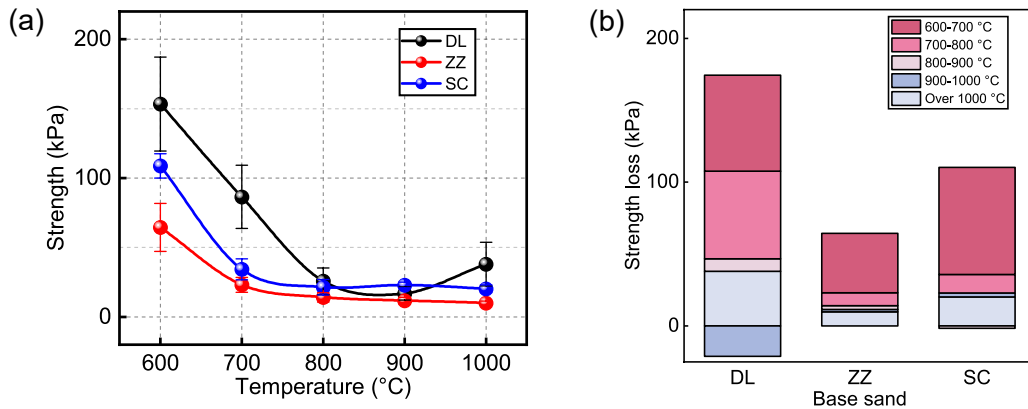 (a)
200
100
0
Strength (kPa)
DL
ZZ
SC
600 700 800 900 1000
Temperature (°C)
(b)
200
100
0
Strength loss (kPa)
600-700 °C
700-800 °C
800-900 °C
900-1000 °C
Over 1000 °C
DL ZZ SC
Base sand